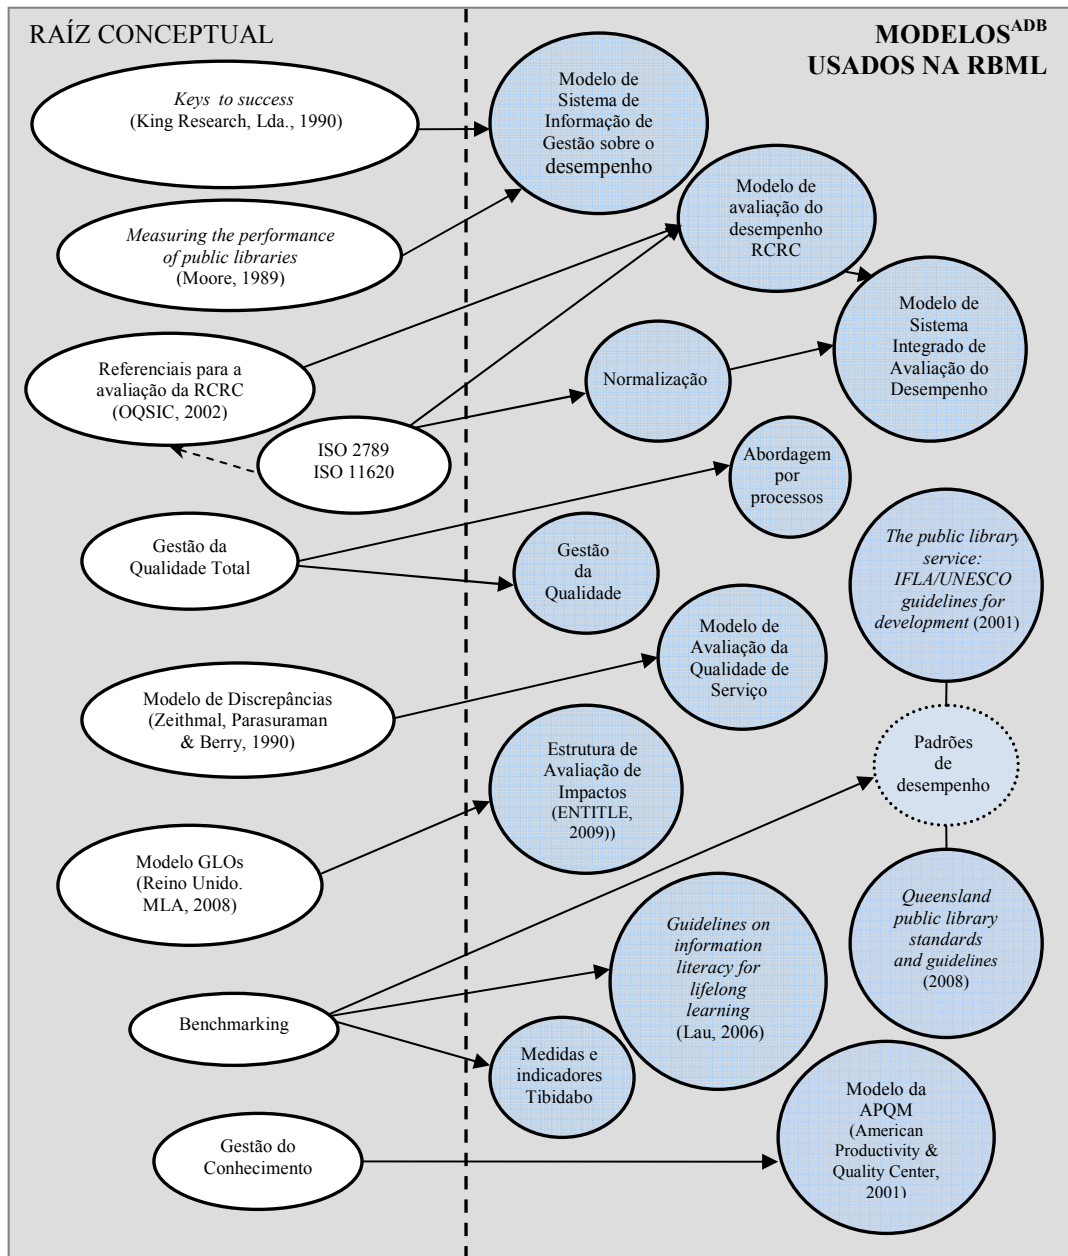 RAÍZ CONCEPTUAL
MODELOS^ADB
USADOS NA RBML
Keys to success
(King Research, Lda., 1990)
Modelo de
Sistema de
Informação de
Gestão sobre o
desempenho
Measuring the performance
of public libraries
(Moore, 1989)
Modelo de
avaliação do
desempenho
RCRC
Referenciais para a
avaliação da RCRC
(OQSIC, 2002)
Normalização
Modelo de
Sistema
Integrado de
Avaliação do
Desempenho
ISO 2789
ISO 11620
Abordagem
por
processos
Gestão da
Qualidade Total
Gestão
da
Qualidade
The public library
service:
IFLA/UNESCO
guidelines for
development (2001)
Modelo de
Avaliação da
Qualidade de
Serviço
Modelo de Discrepâncias
(Zeithmal, Parasuraman
& Berry, 1990)
Estrutura de
Avaliação de
Impactos
(ENTITLE,
2009))
Padrões
de
desempenho
Modelo GLOs
(Reino Unido.
MLA, 2008)
Guidelines on
information
literacy for
lifelong
learning
(Lau, 2006)
Queensland
public library
standards
and guidelines
(2008)
Benchmarking
Medidas e
indicadores
Tibidabo
Gestão do
Conhecimento
Modelo da
APQM
(American
Productivity &
Quality Center,
2001)